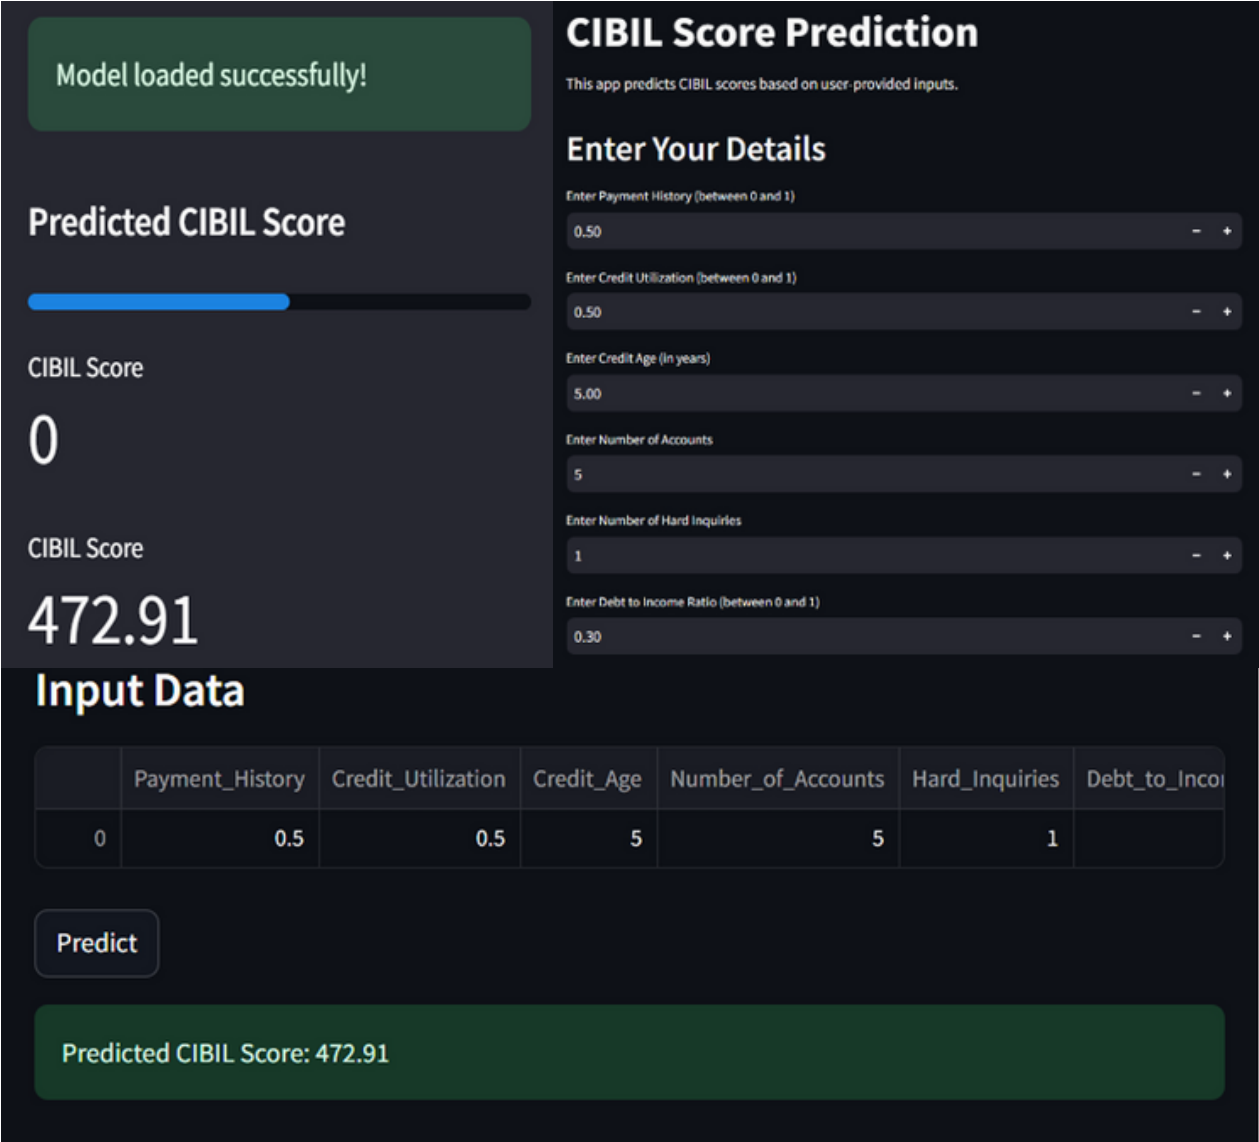 Model loaded successfully!
Predicted CIBIL Score
CIBIL Score
0
CIBIL Score
472.91
CIBIL Score Prediction
This app predicts CIBIL scores based on user-provided inputs.
Enter Your Details
Enter Payment History (between 0 and 1)
0.50 - +
Enter Credit Utilization (between 0 and 1)
0.50 - +
Enter Credit Age (in years)
5.00 - +
Enter Number of Accounts
5 - +
Enter Number of Hard Inquiries
1 - +
Enter Debt to Income Ratio (between 0 and 1)
0.30 - +
Input Data
Payment_History Credit_Utilization Credit_Age Number_of_Accounts Hard_Inquiries Debt_to_Incor
0 0.5 0.5 5 5 1
Predict
Predicted CIBIL Score: 472.91